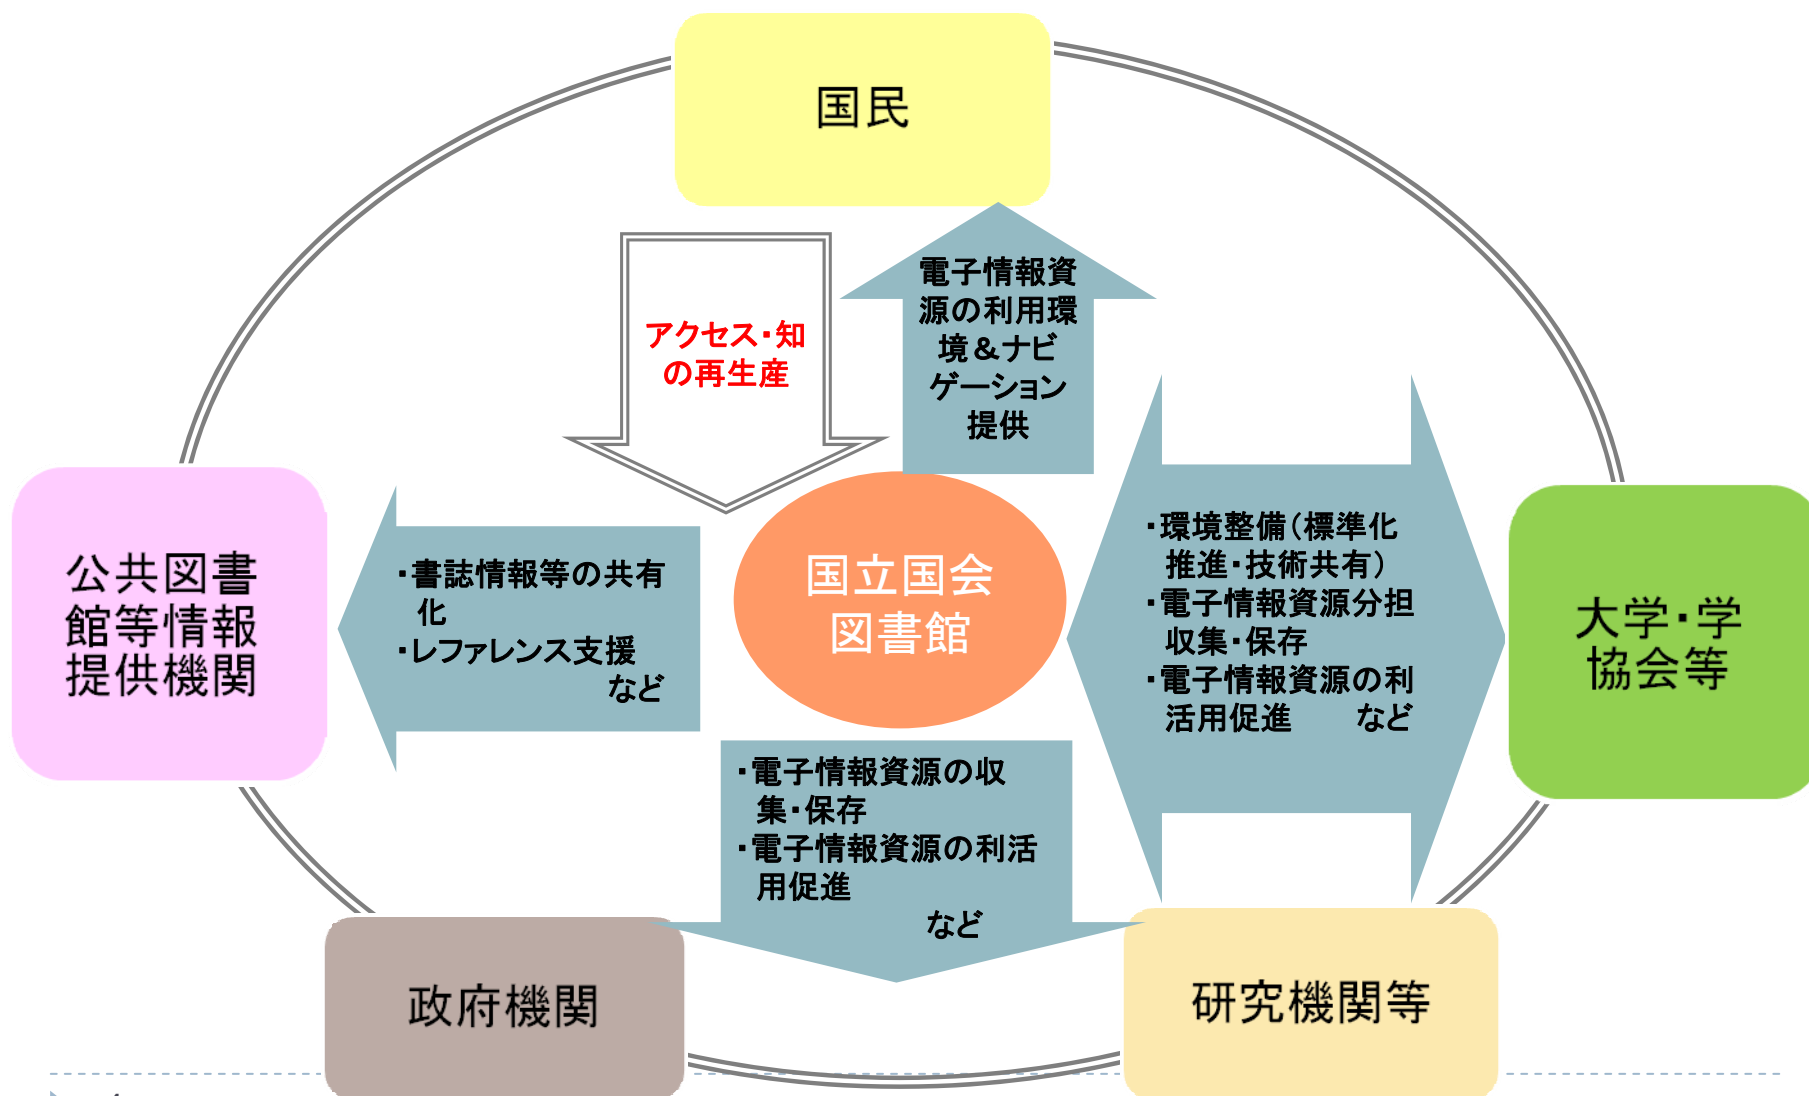 国民
アクセス・知
の再生産
電子情報資
源の利用環
境＆ナビ
ゲーション
提供
公共図書
館等情報
提供機関
・書誌情報等の共有
化
・レファレンス支援
など
国立国会
図書館
・環境整備（標準化
推進・技術共有）
・電子情報資源分担
収集・保存
・電子情報資源の利
活用促進　　など
大学・学
協会等
・電子情報資源の収
集・保存
・電子情報資源の利活
用促進
など
政府機関
研究機関等